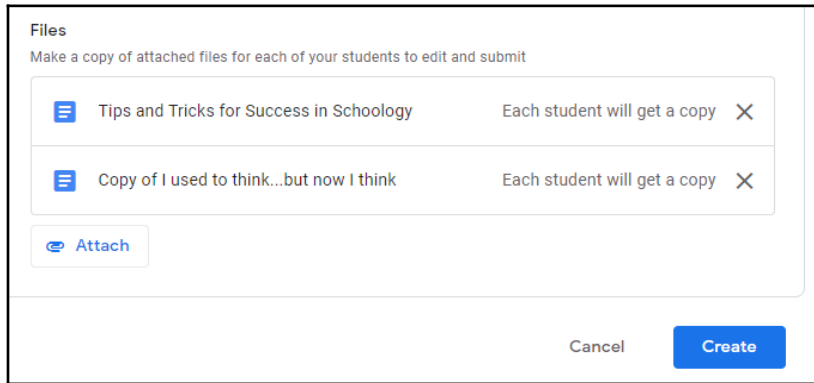 Files
Make a copy of attached files for each of your students to edit and submit
Tips and Tricks for Success in Schoology Each student will get a copy
Copy of I used to think...but now I think Each student will get a copy
Attach
Cancel Create